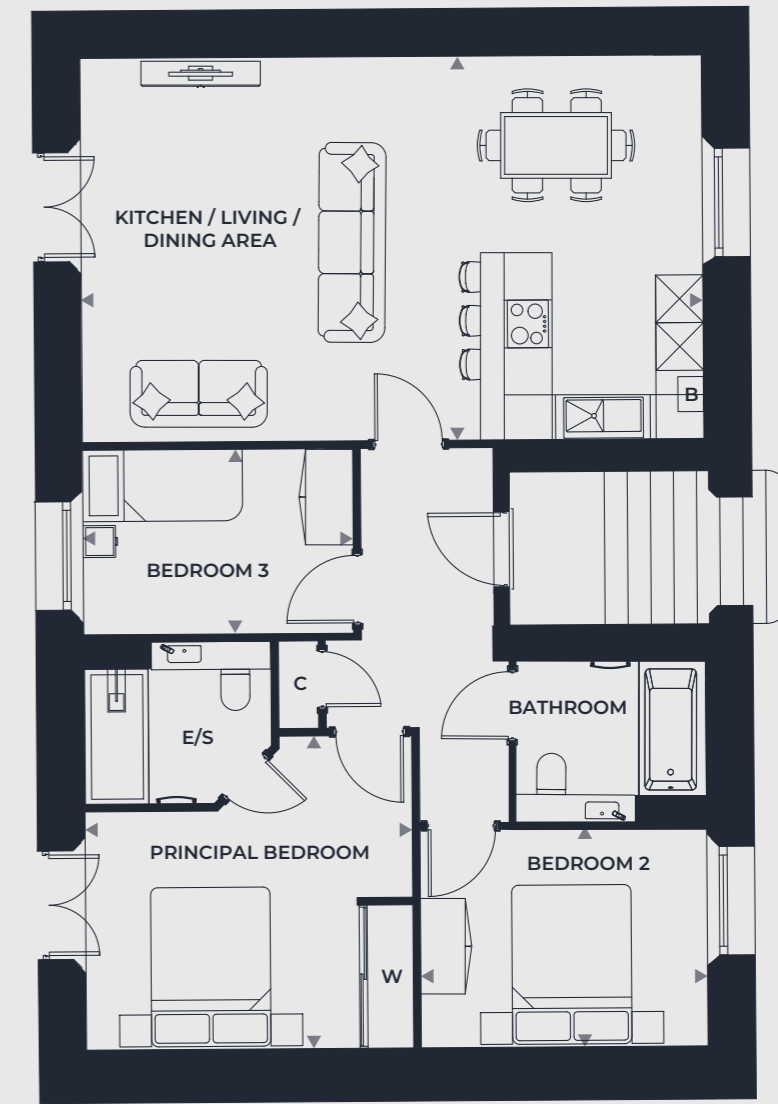 KITCHEN / LIVING /
DINING AREA
B
BEDROOM 3
C
BATHROOM
E/S
PRINCIPAL BEDROOM
BEDROOM 2
W